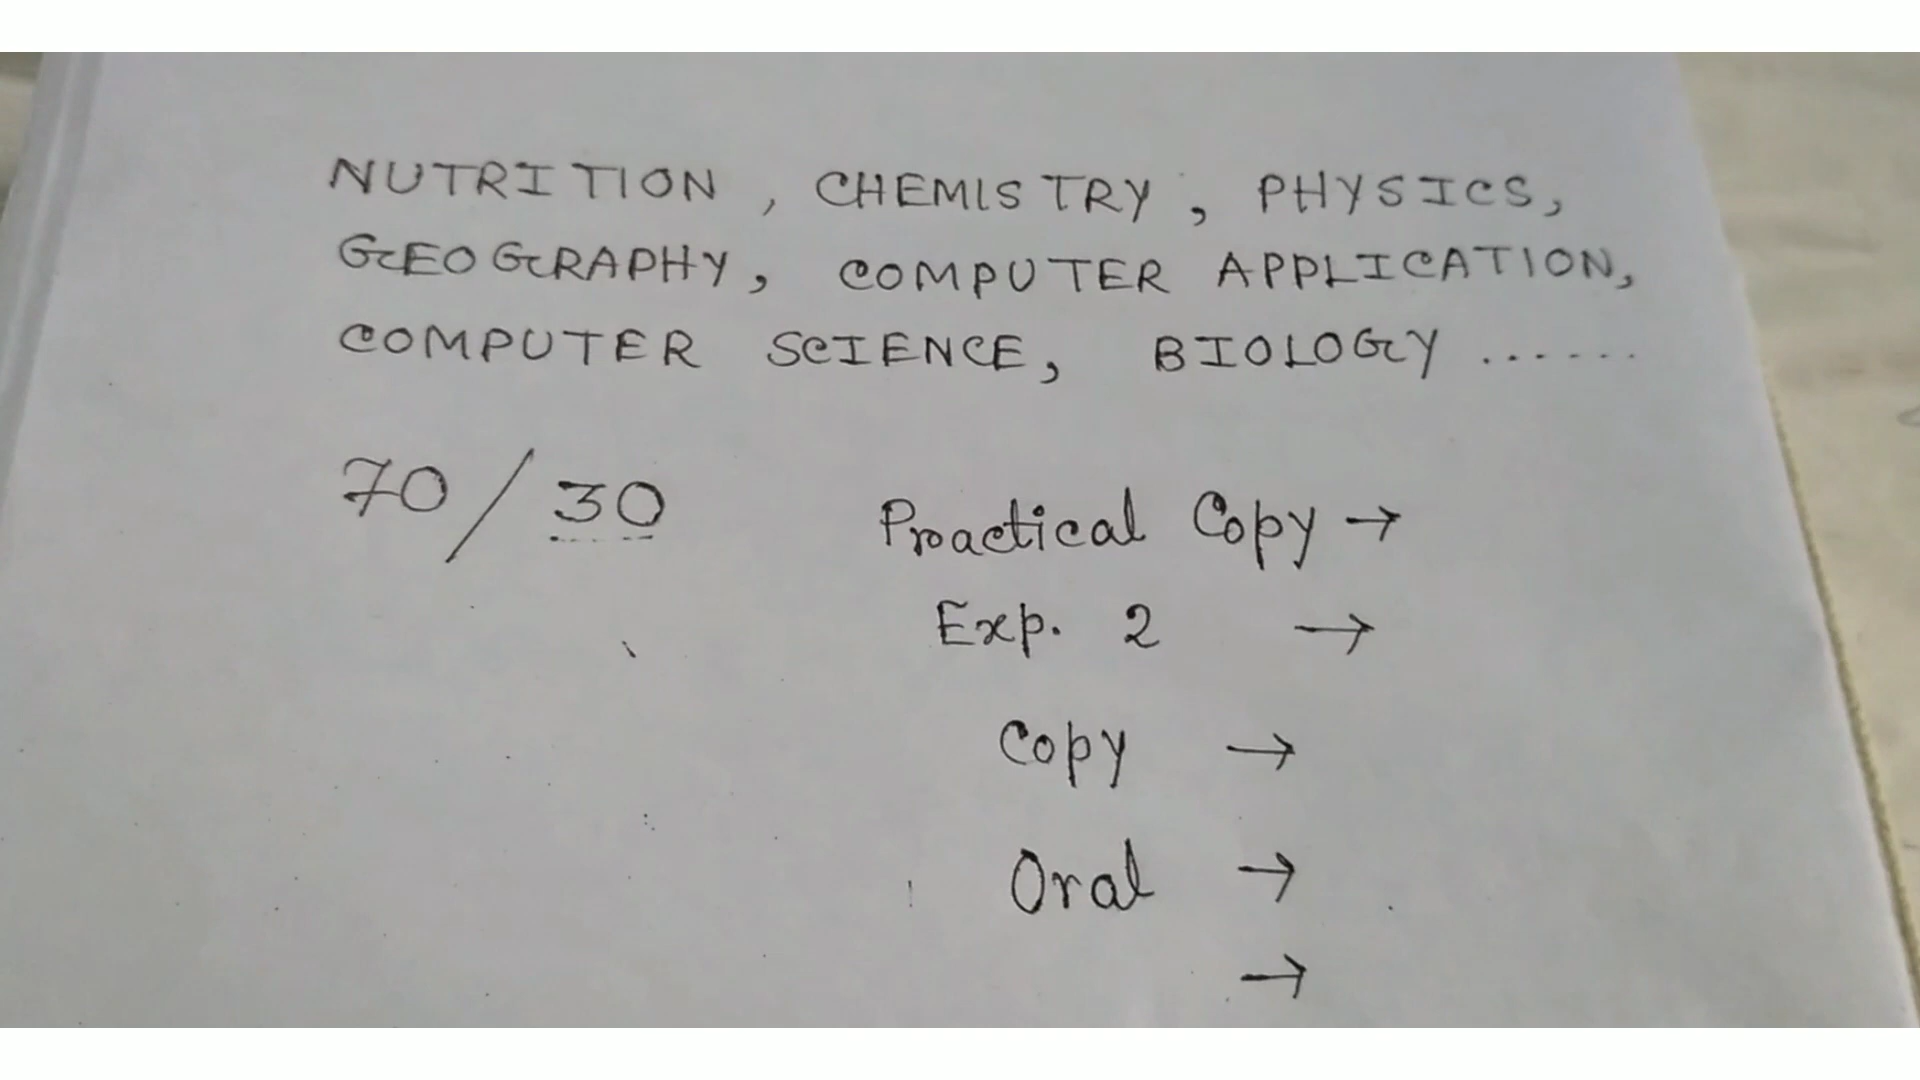 NUTRITION, CHEMISTRY, PHYSICS,
GEOGRAPHY, COMPUTER APPLICATION,
COMPUTER SCIENCE, BIOLOGY ......
70/30
Practical Copy →
Exp. 2 →
Copy →
Oral →
→